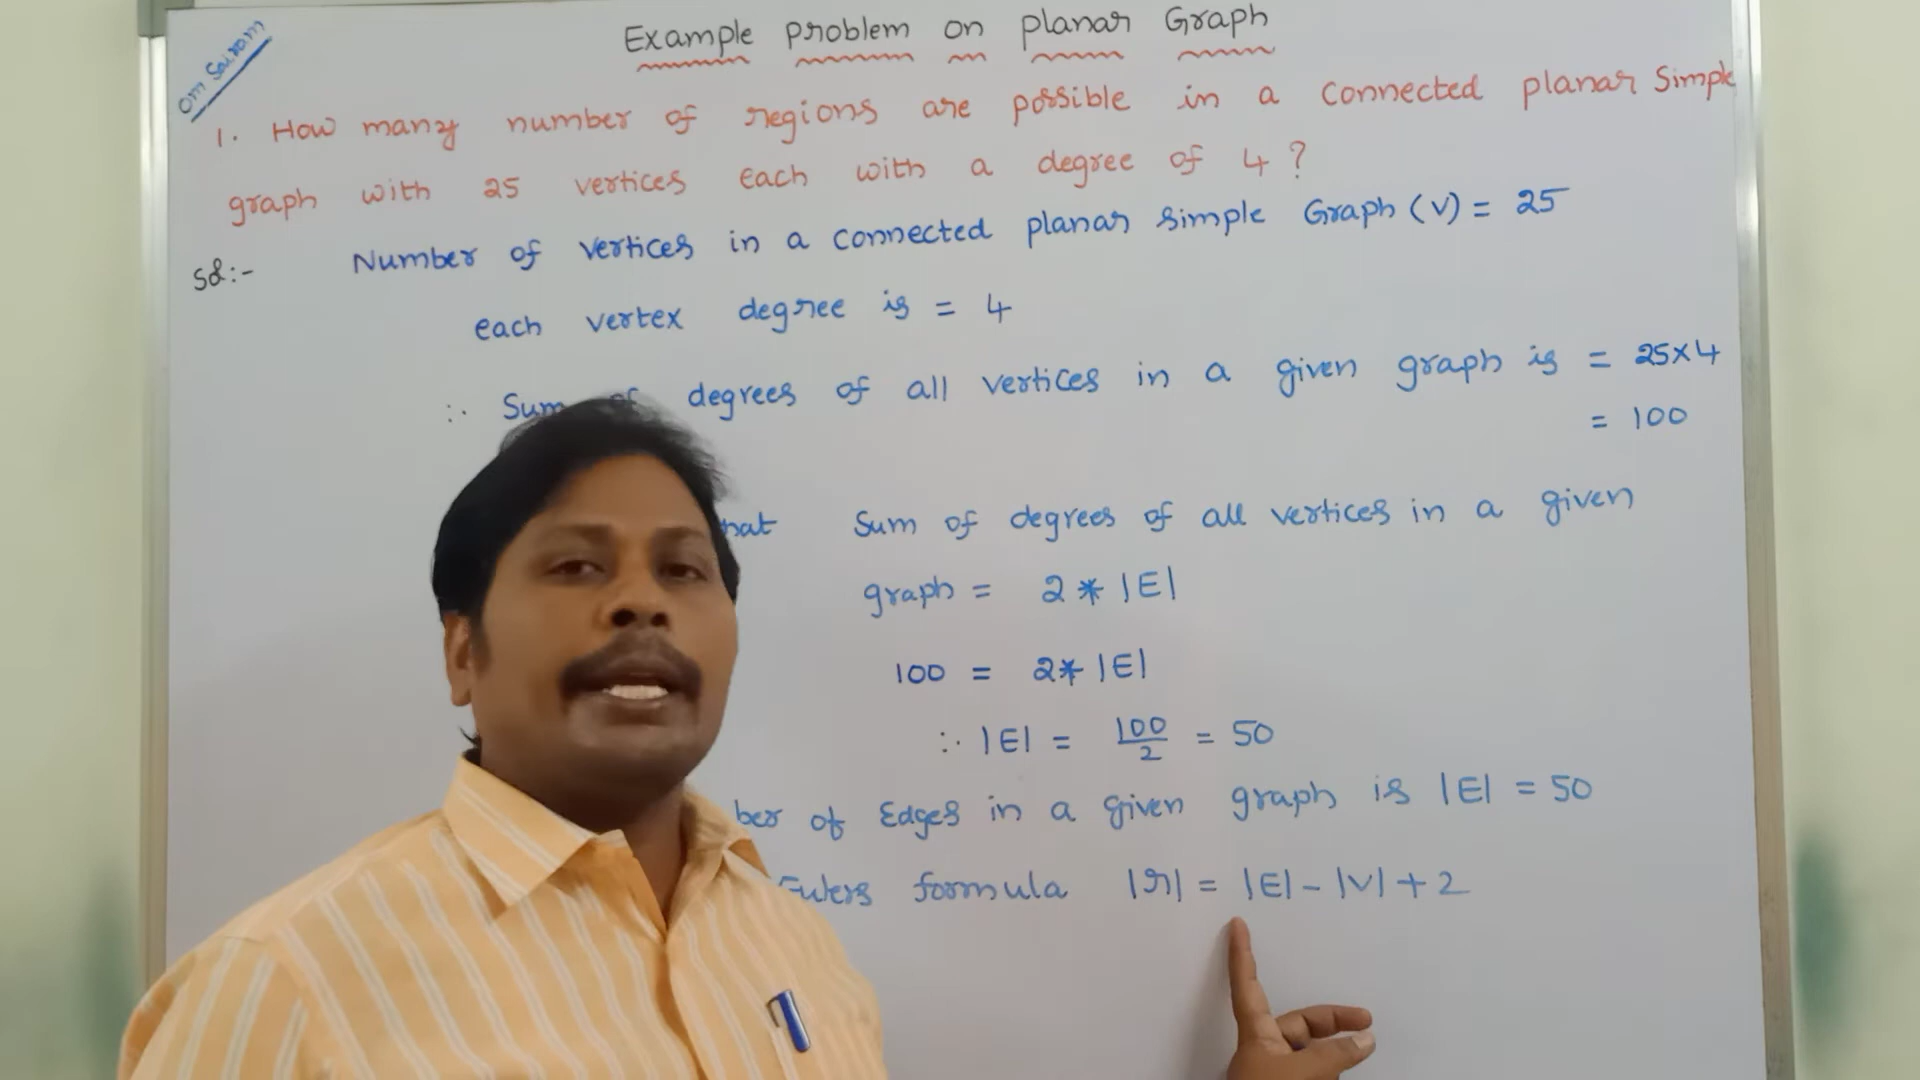 Om Sai ram
Example problem on planar Graph
1. How many number of regions are possible in a connected planar Simple
graph with 25 vertices each with a degree of 4 ?
Sol:- Number of vertices in a connected planar simple Graph (V) = 25
each vertex degree is = 4
∴ Sum of degrees of all vertices in a given graph is = 25×4
= 100
hat Sum of degrees of all vertices in a given
graph = 2 * |E|
100 = 2* |E|
∴ |E| = 100/2 = 50
ber of Edges in a given graph is |E| = 50
Eulers formula |r| = |E| - |V| + 2